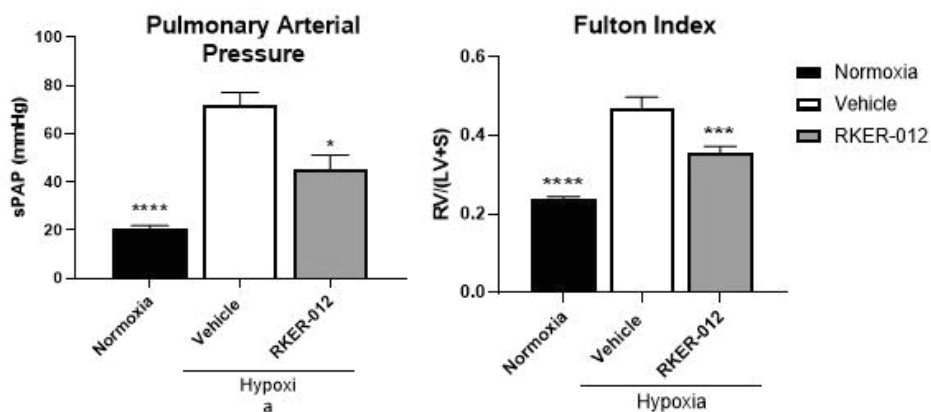 Pulmonary Arterial
Pressure
sPAP (mmHg)
100
80
60
40
20
0
****
*
Normoxia
Vehicle
RKER-012
Hypoxi
a
Fulton Index
RV/(LV+S)
0.6
0.4
0.2
0.0
****
***
Normoxia
Vehicle
RKER-012
Hypoxia
Normoxia
Vehicle
RKER-012